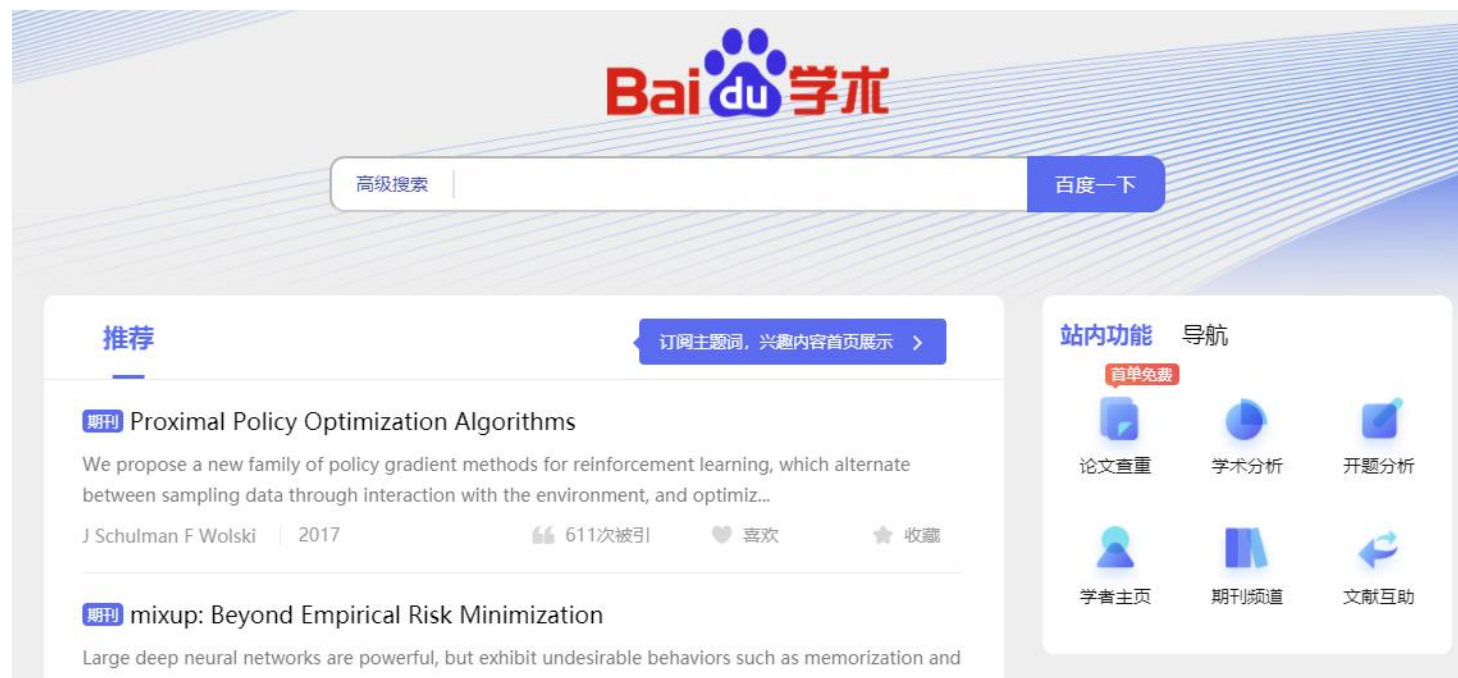 Bai du 学术
高级搜索
百度一下
推荐
订阅主题词，兴趣内容首页展示 >
期刊 Proximal Policy Optimization Algorithms
We propose a new family of policy gradient methods for reinforcement learning, which alternate
between sampling data through interaction with the environment, and optimiz...
J Schulman F Wolski 2017 611次被引 喜欢 收藏
期刊 mixup: Beyond Empirical Risk Minimization
Large deep neural networks are powerful, but exhibit undesirable behaviors such as memorization and
站内功能 导航
首单免费
论文查重 学术分析 开题分析
学者主页 期刊频道 文献互助